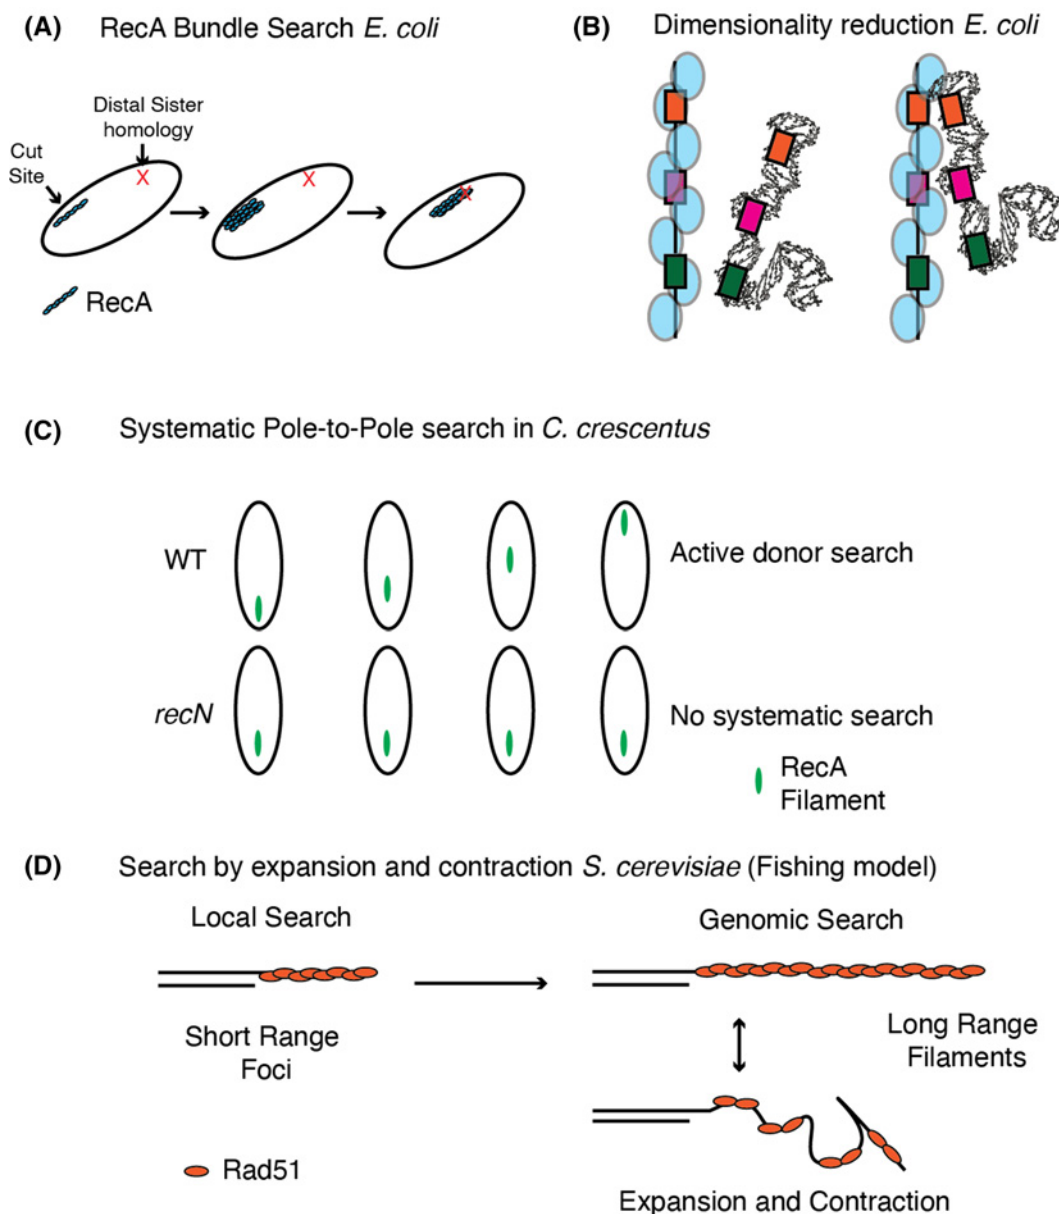 (A) RecA Bundle Search E. coli
Distal Sister
homology
Cut
Site
X
X
X
RecA
(B) Dimensionality reduction E. coli
(C) Systematic Pole-to-Pole search in C. crescentus
WT
Active donor search
recN
No systematic search
RecA
Filament
(D) Search by expansion and contraction S. cerevisiae (Fishing model)
Local Search
Genomic Search
Short Range
Foci
Long Range
Filaments
Rad51
Expansion and Contraction